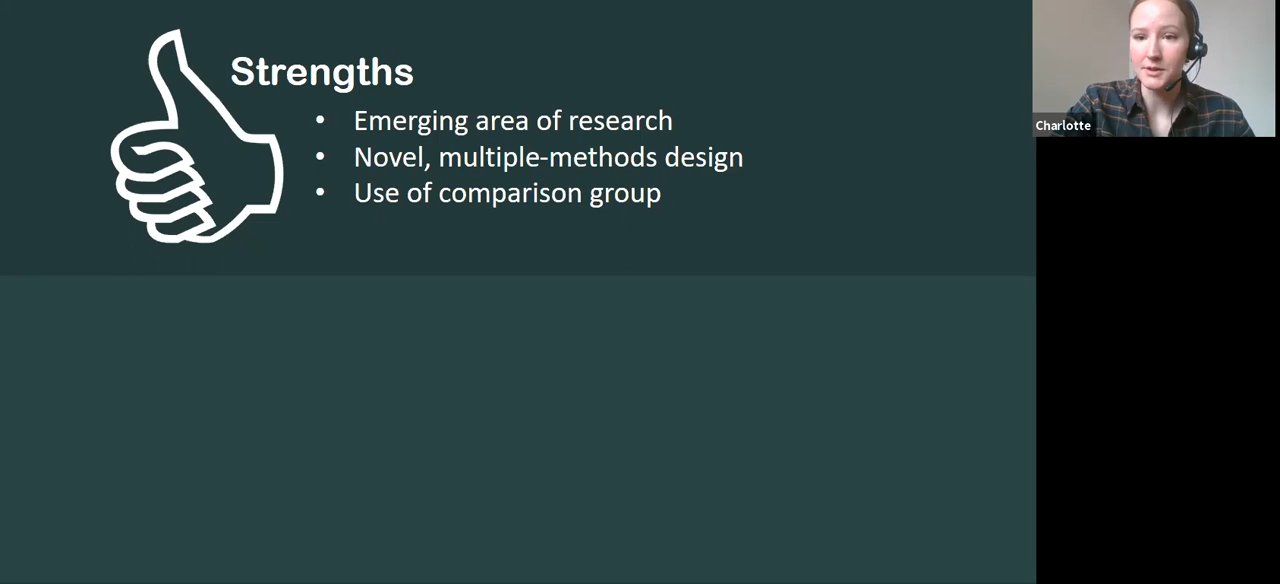 Strengths
• Emerging area of research
• Novel, multiple-methods design
• Use of comparison group
Charlotte